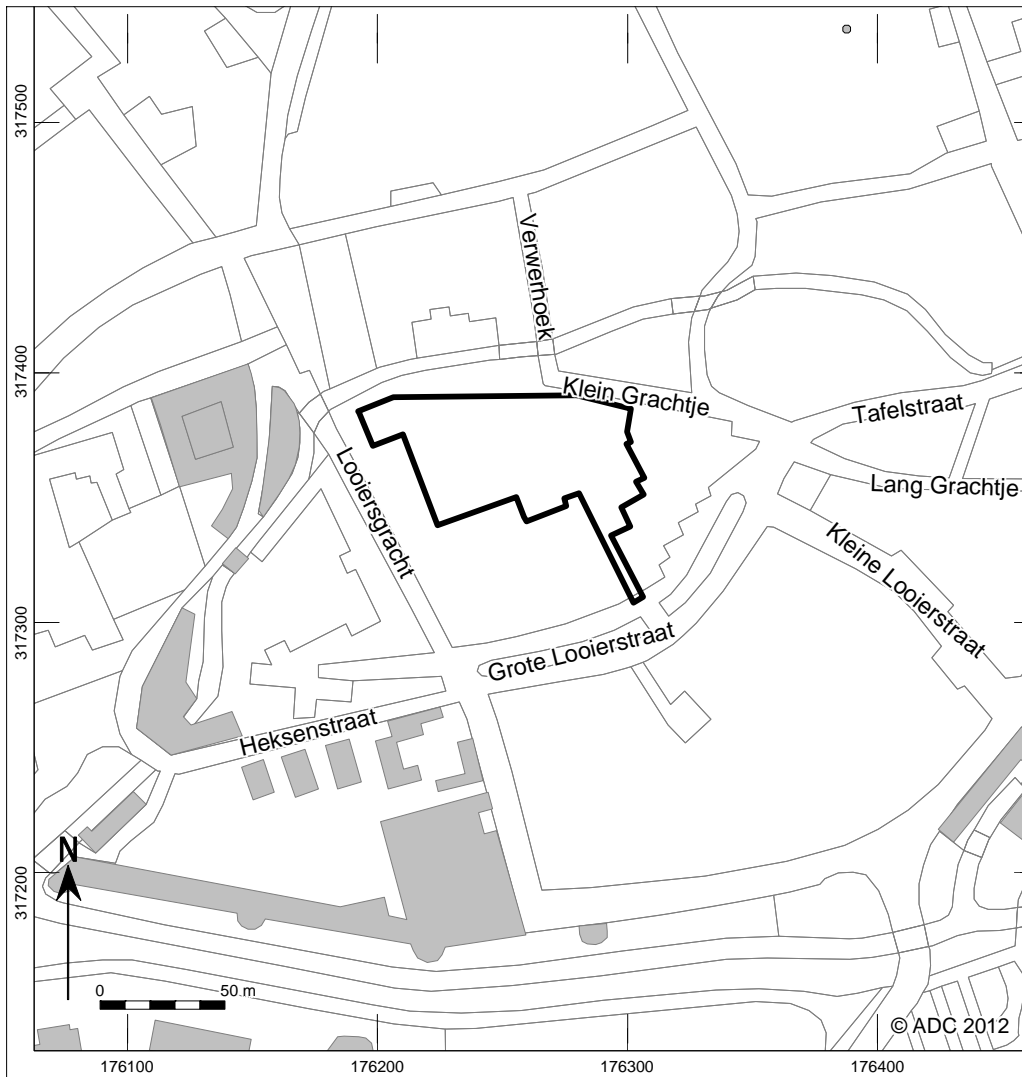 317500
317400
317300
317200
Verwerhoek
Klein Grachtje
Tafelstraat
Lang Grachtje
Looiersgracht
Kleine Looierstraat
Grote Looierstraat
Heksenstraat
N
0 50 m
© ADC 2012
176100 176200 176300 176400